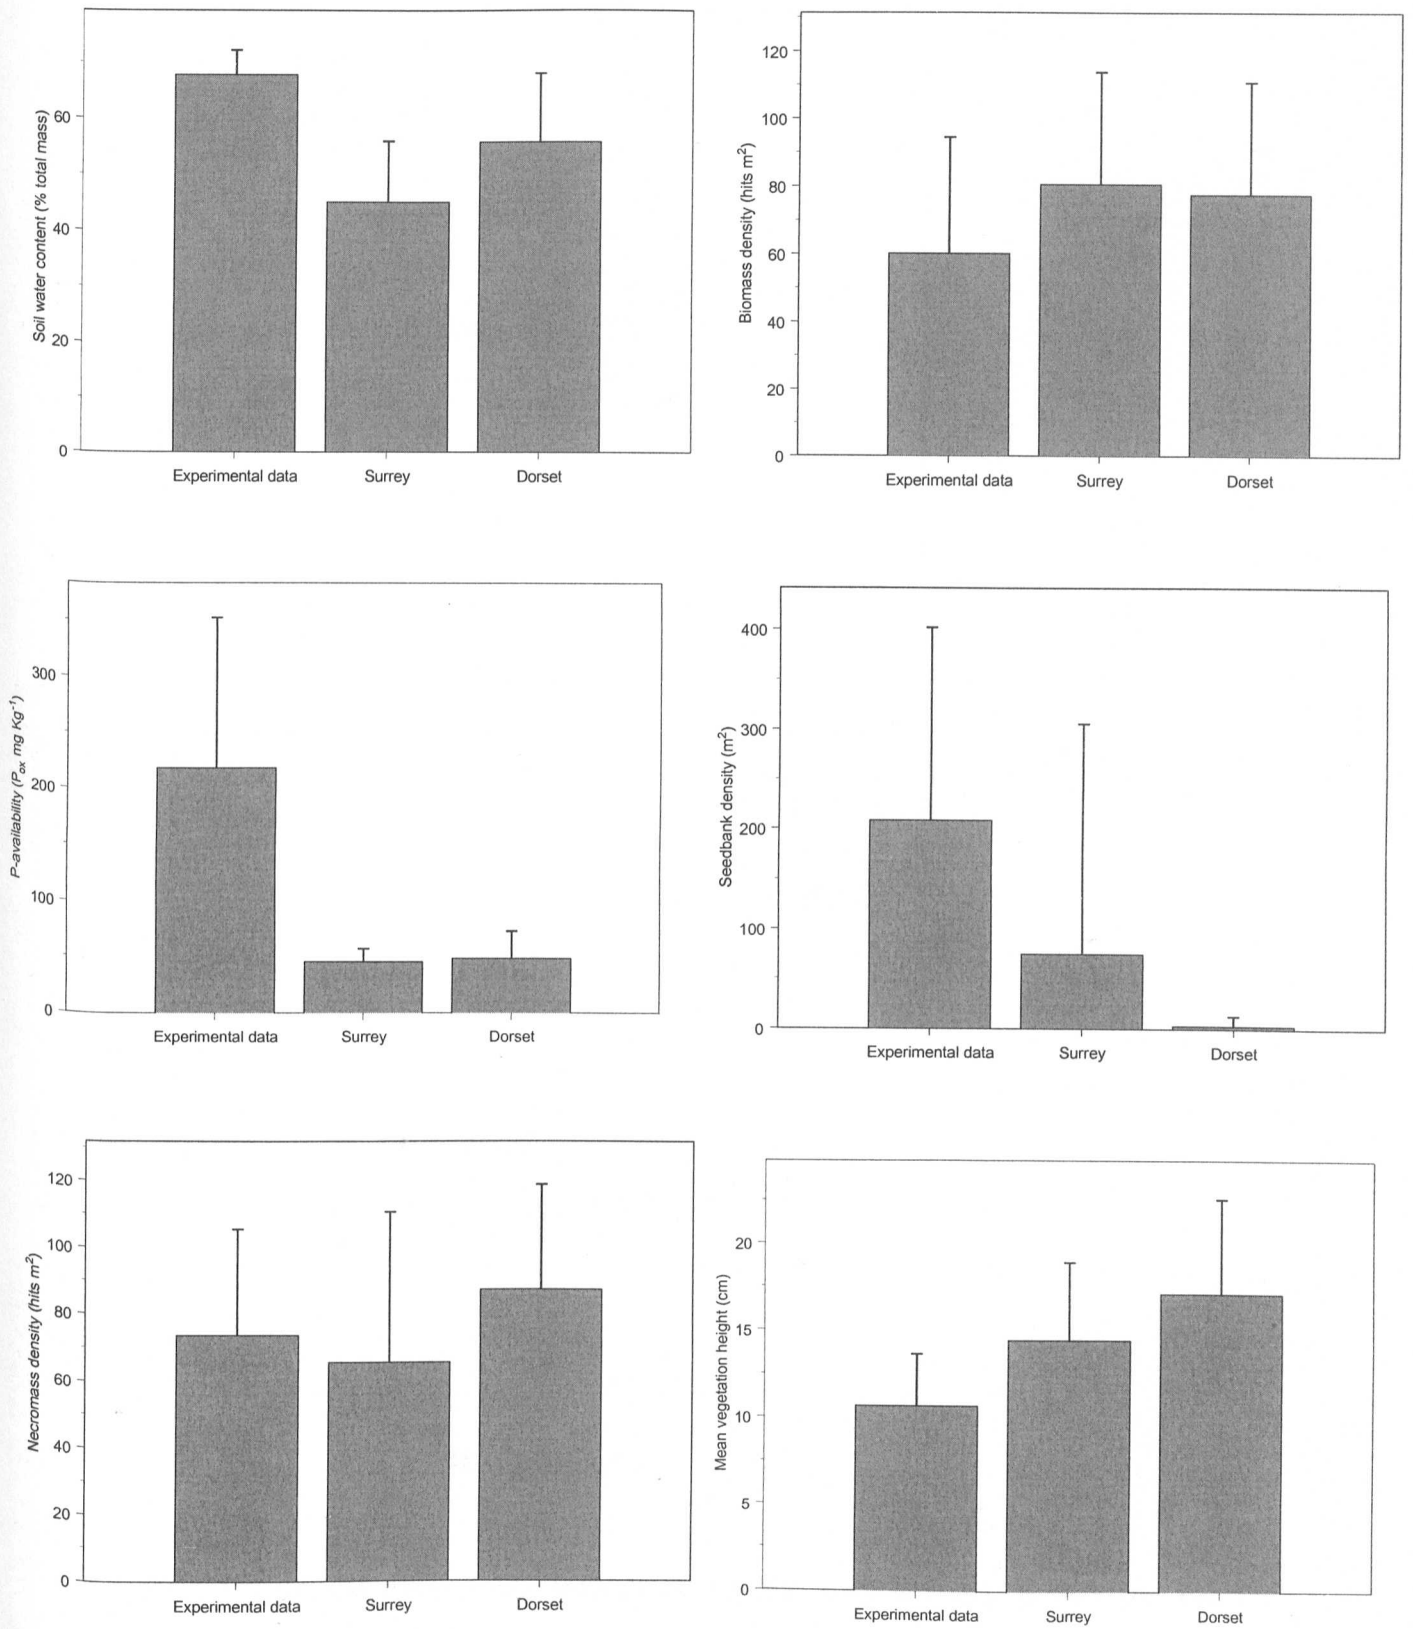 Soil water content (% total mass)
60
40
20
0
Experimental data Surrey Dorset
Biomass density (hits m²)
120
100
80
60
40
20
0
Experimental data Surrey Dorset
P-availability (Pox mg Kg⁻¹)
300
200
100
0
Experimental data Surrey Dorset
Seedbank density (m²)
400
300
200
100
0
Experimental data Surrey Dorset
Necromass density (hits m²)
120
100
80
60
40
20
0
Experimental data Surrey Dorset
Mean vegetation height (cm)
20
15
10
5
0
Experimental data Surrey Dorset